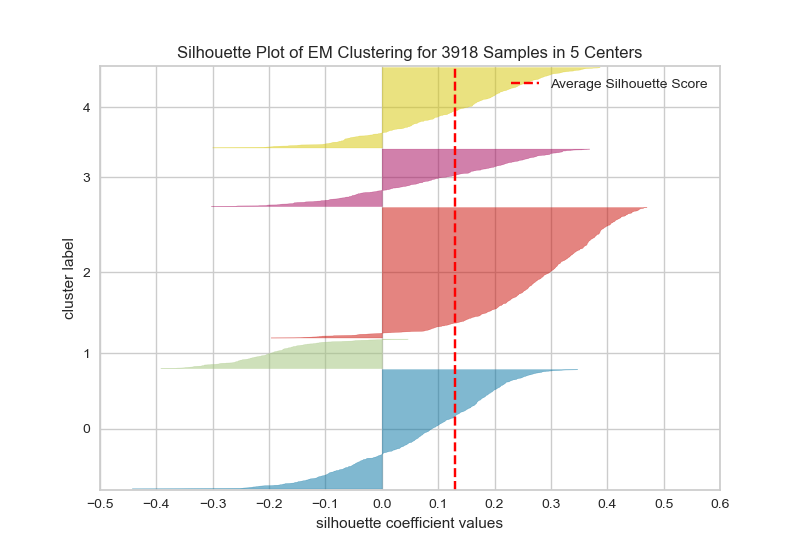 Silhouette Plot of EM Clustering for 3918 Samples in 5 Centers
Average Silhouette Score
cluster label
4
3
2
1
0
−0.5 −0.4 −0.3 −0.2 −0.1 0.0 0.1 0.2 0.3 0.4 0.5 0.6
silhouette coefficient values